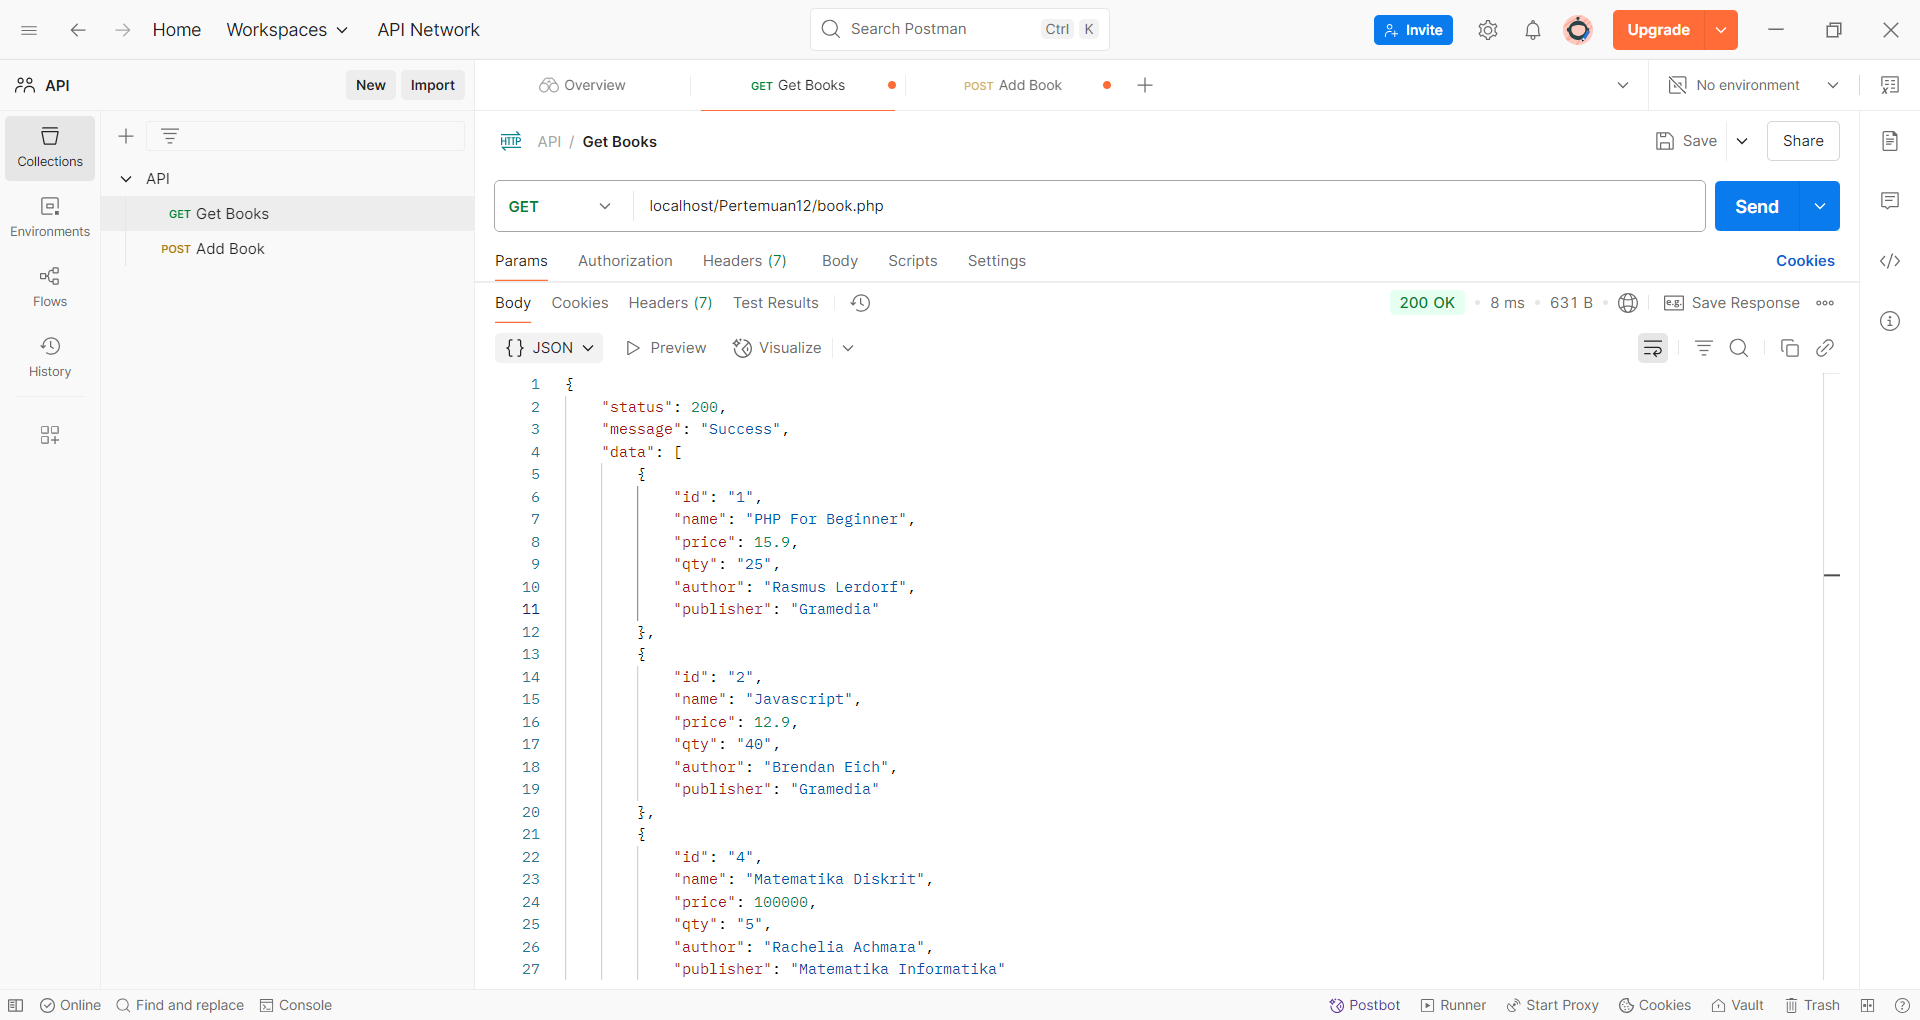 Home Workspaces API Network Search Postman Ctrl K Invite Upgrade
API New Import Overview GET Get Books POST Add Book No environment
Collections
Environments
Flows
History
API
GET Get Books
POST Add Book
HTTP API / Get Books Save Share
GET localhost/Pertemuan12/book.php Send
Params Authorization Headers (7) Body Scripts Settings Cookies
Body Cookies Headers (7) Test Results 200 OK • 8 ms • 631 B • e.g. Save Response
{} JSON Preview Visualize
1 {
2 "status": 200,
3 "message": "Success",
4 "data": [
5 {
6 "id": "1",
7 "name": "PHP For Beginner",
8 "price": 15.9,
9 "qty": "25",
10 "author": "Rasmus Lerdorf",
11 "publisher": "Gramedia"
12 },
13 {
14 "id": "2",
15 "name": "Javascript",
16 "price": 12.9,
17 "qty": "40",
18 "author": "Brendan Eich",
19 "publisher": "Gramedia"
20 },
21 {
22 "id": "4",
23 "name": "Matematika Diskrit",
24 "price": 100000,
25 "qty": "5",
26 "author": "Rachelia Achmara",
27 "publisher": "Matematika Informatika"
Online Find and replace Console Postbot Runner Start Proxy Cookies Vault Trash